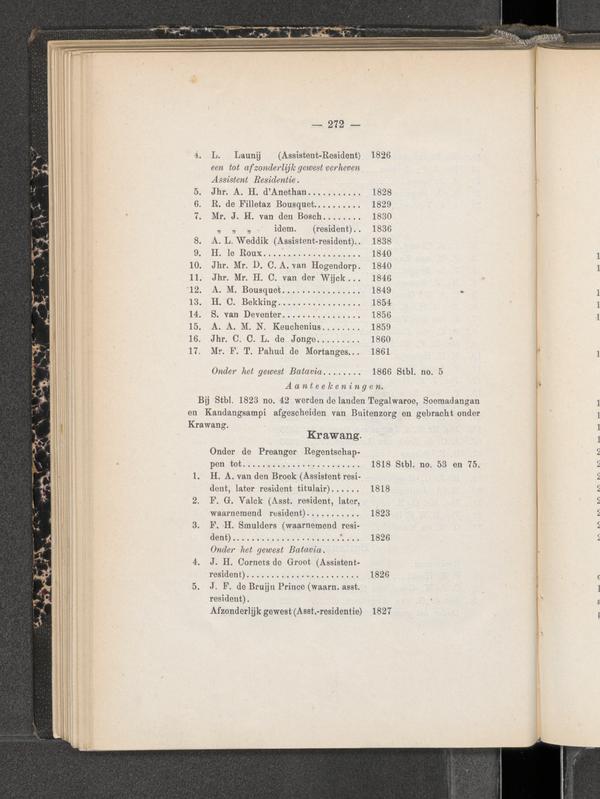 — 272 —
4. L. Launij (Assistent-Resident) 1826
een tot afzonderlijk gewest verheven
Assistent Residentie.
5. Jhr. A. H. d'Anethan........... 1828
6. R. de Filletaz Bousquet.......... 1829
7. Mr. J. H. van den Bosch........ 1830
„ „ „ idem. (resident).. 1836
8. A. L. Weddik (Assistent-resident).. 1838
9. H. le Roux.................. 1840
10. Jhr. Mr. D. C. A. van Hogendorp. 1840
11. Jhr. Mr. H. C. van der Wijck... 1846
12. A. M. Bousquet................ 1849
13. H. C. Bekking................. 1854
14. S. van Deventer................ 1856
15. A. A. M. N. Keuchenius........ 1859
16. Jhr. C. C. L. de Jonge......... 1860
17. Mr. F. T. Pahud de Mortanges... 1861
Onder het gewest Batavia........ 1866 Stbl. no. 5
Aanteekeningen.
Bij Stbl. 1823 no. 42 werden de landen Tegalwaroe, Soemadangan
en Kandangsampi afgescheiden van Buitenzorg en gebracht onder
Krawang.
Krawang.
Onder de Preanger Regentschap-
pen tot........................ 1818 Stbl. no. 53 en 75.
1. H. A. van den Broek (Assistent resi-
dent, later resident titulair)...... 1818
2. F. G. Valck (Asst. resident, later,
waarnemend resident)........... 1823
3. F. H. Smulders (waarnemend resi-
dent).......................... 1826
Onder het gewest Batavia.
4. J. H. Cornets de Groot (Assistent-
resident)....................... 1826
5. J. F. de Bruijn Prince (waarn. asst.
resident).
Afzonderlijk gewest (Asst.-residentie) 1827